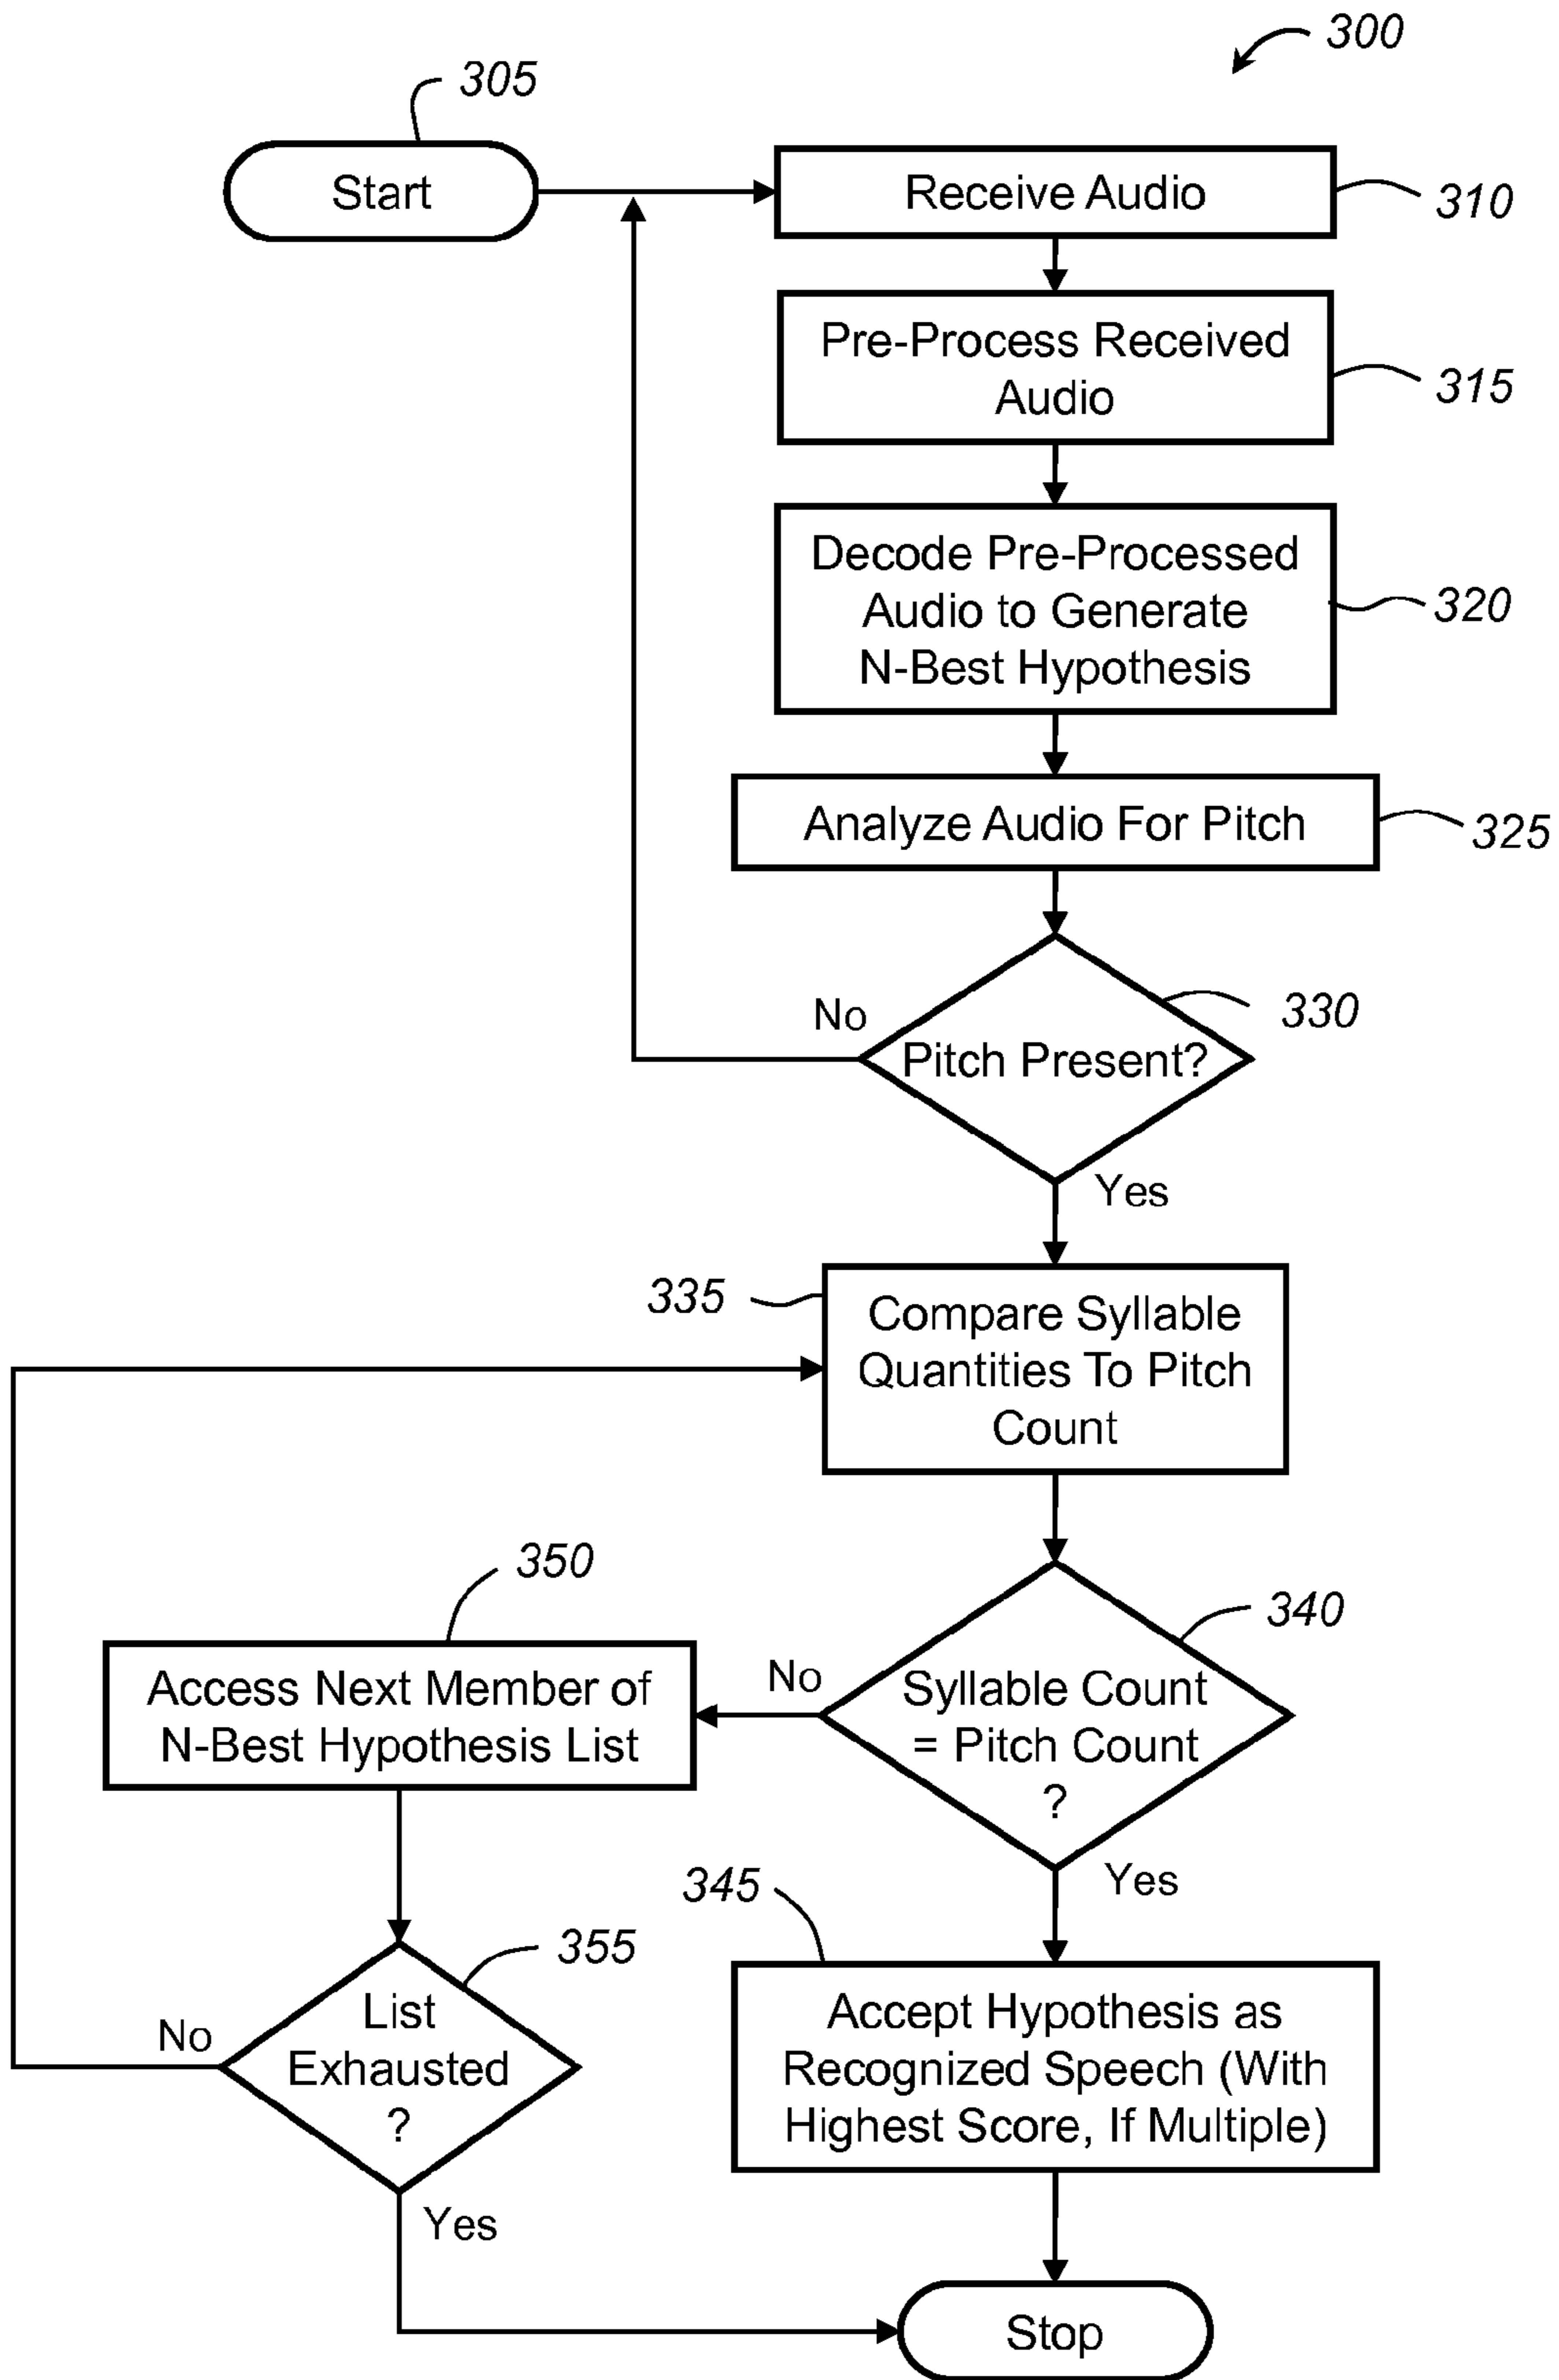 300
305
Start
Receive Audio
310
Pre-Process Received
Audio
315
Decode Pre-Processed
Audio to Generate
N-Best Hypothesis
320
Analyze Audio For Pitch
325
330
No
Pitch Present?
Yes
335
Compare Syllable
Quantities To Pitch
Count
350
340
Access Next Member of
N-Best Hypothesis List
No
Syllable Count
= Pitch Count
?
Yes
345
355
List
Exhausted
?
No
Yes
Accept Hypothesis as
Recognized Speech (With
Highest Score, If Multiple)
Stop